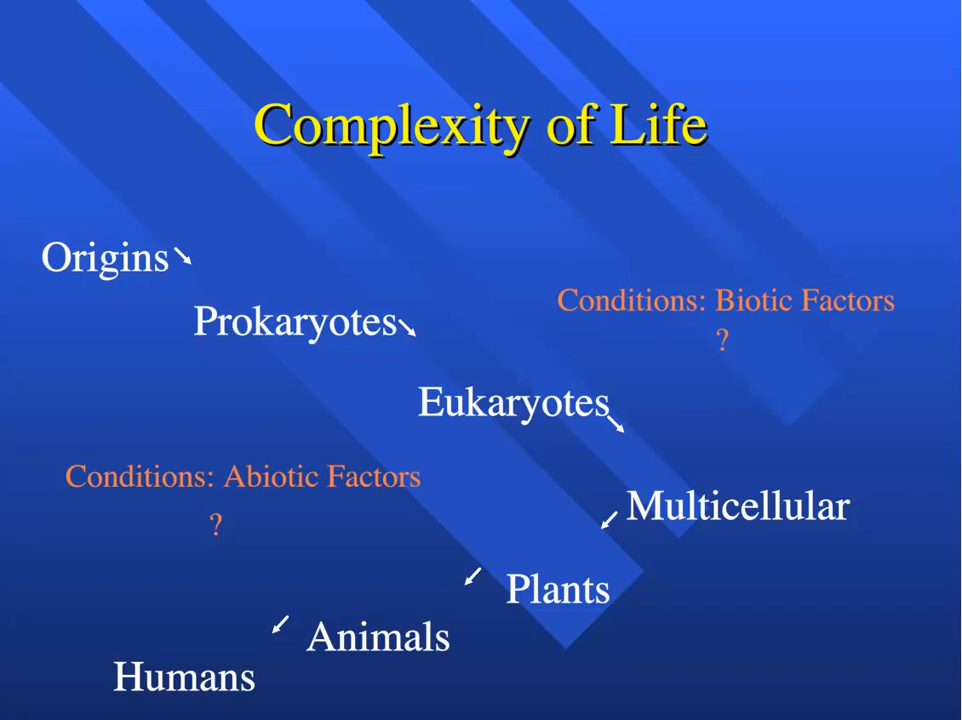 Complexity of Life
Origins
Prokaryotes
Conditions: Biotic Factors
?
Eukaryotes
Conditions: Abiotic Factors
?
Multicellular
Plants
Animals
Humans